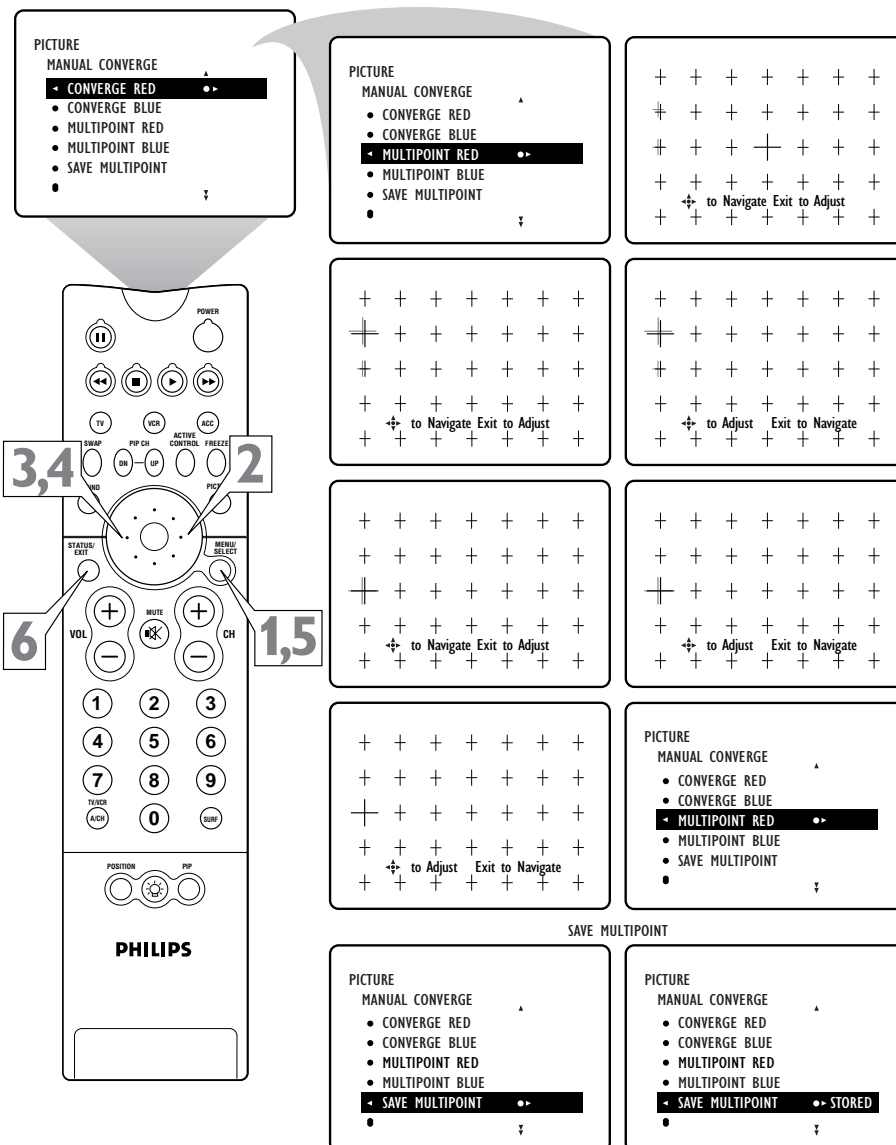 PICTURE
MANUAL CONVERGE
CONVERGE RED
CONVERGE BLUE
MULTIPOINT RED
MULTIPOINT BLUE
SAVE MULTIPOINT
PICTURE
MANUAL CONVERGE
CONVERGE RED
CONVERGE BLUE
MULTIPOINT RED
MULTIPOINT BLUE
SAVE MULTIPOINT
to Navigate Exit to Adjust
to Navigate Exit to Adjust
to Adjust Exit to Navigate
to Navigate Exit to Adjust
to Adjust Exit to Navigate
to Adjust Exit to Navigate
PICTURE
MANUAL CONVERGE
CONVERGE RED
CONVERGE BLUE
MULTIPOINT RED
MULTIPOINT BLUE
SAVE MULTIPOINT
SAVE MULTIPOINT
PICTURE
MANUAL CONVERGE
CONVERGE RED
CONVERGE BLUE
MULTIPOINT RED
MULTIPOINT BLUE
SAVE MULTIPOINT
PICTURE
MANUAL CONVERGE
CONVERGE RED
CONVERGE BLUE
MULTIPOINT RED
MULTIPOINT BLUE
SAVE MULTIPOINT STORED
POWER
TV VCR ACC
SWAP PIP CH ACTIVE CONTROL FREEZE
DN UP
3,4
2
STATUS/
EXIT
MENU/
SELECT
6
1,5
VOL MUTE CH
1 2 3
4 5 6
7 8 9
TV/VCR
A/CH 0 SURF
POSITION PIP
PHILIPS